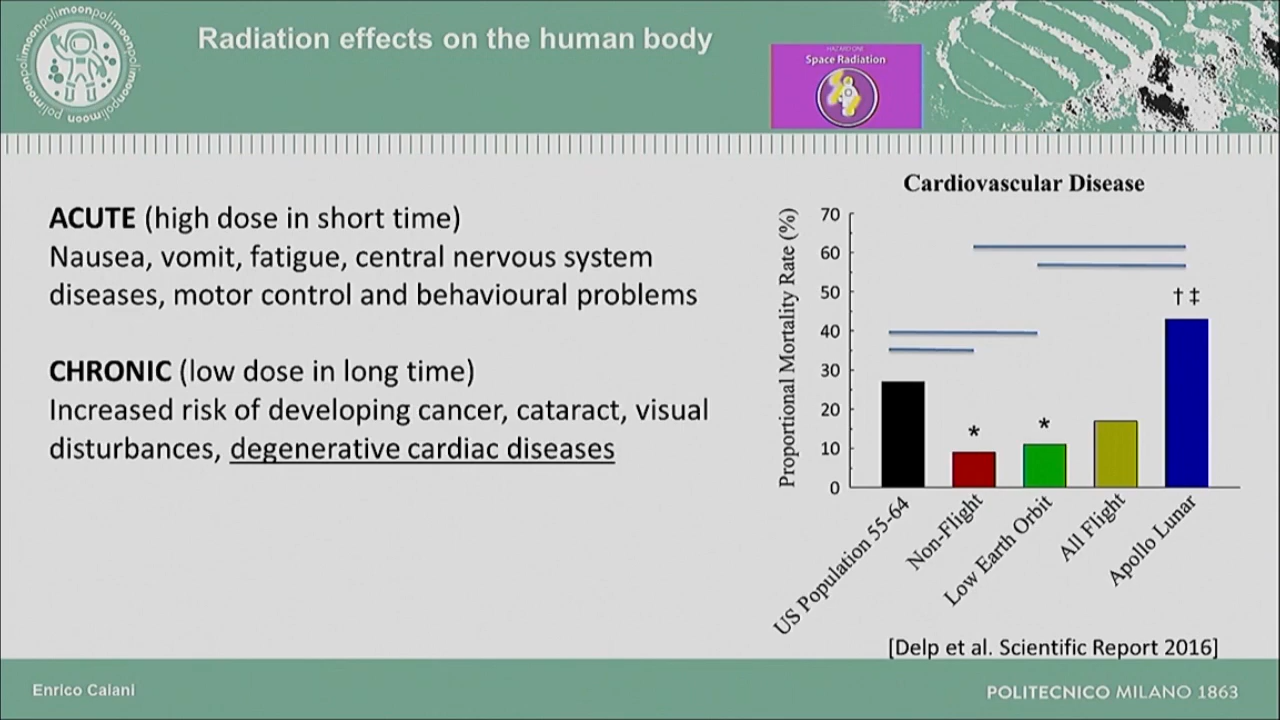 polimoonpolimoonpolimoonpolimoonpolimoon
Radiation effects on the human body
HAZARD ONE
Space Radiation
ACUTE (high dose in short time)
Nausea, vomit, fatigue, central nervous system
diseases, motor control and behavioural problems
CHRONIC (low dose in long time)
Increased risk of developing cancer, cataract, visual
disturbances, degenerative cardiac diseases
Cardiovascular Disease
Proportional Mortality Rate (%)
70
60
50
40
30
20
10
0
† ‡
*
*
US Population 55-64
Non-Flight
Low Earth Orbit
All Flight
Apollo Lunar
[Delp et al. Scientific Report 2016]
Enrico Caiani
POLITECNICO MILANO 1863